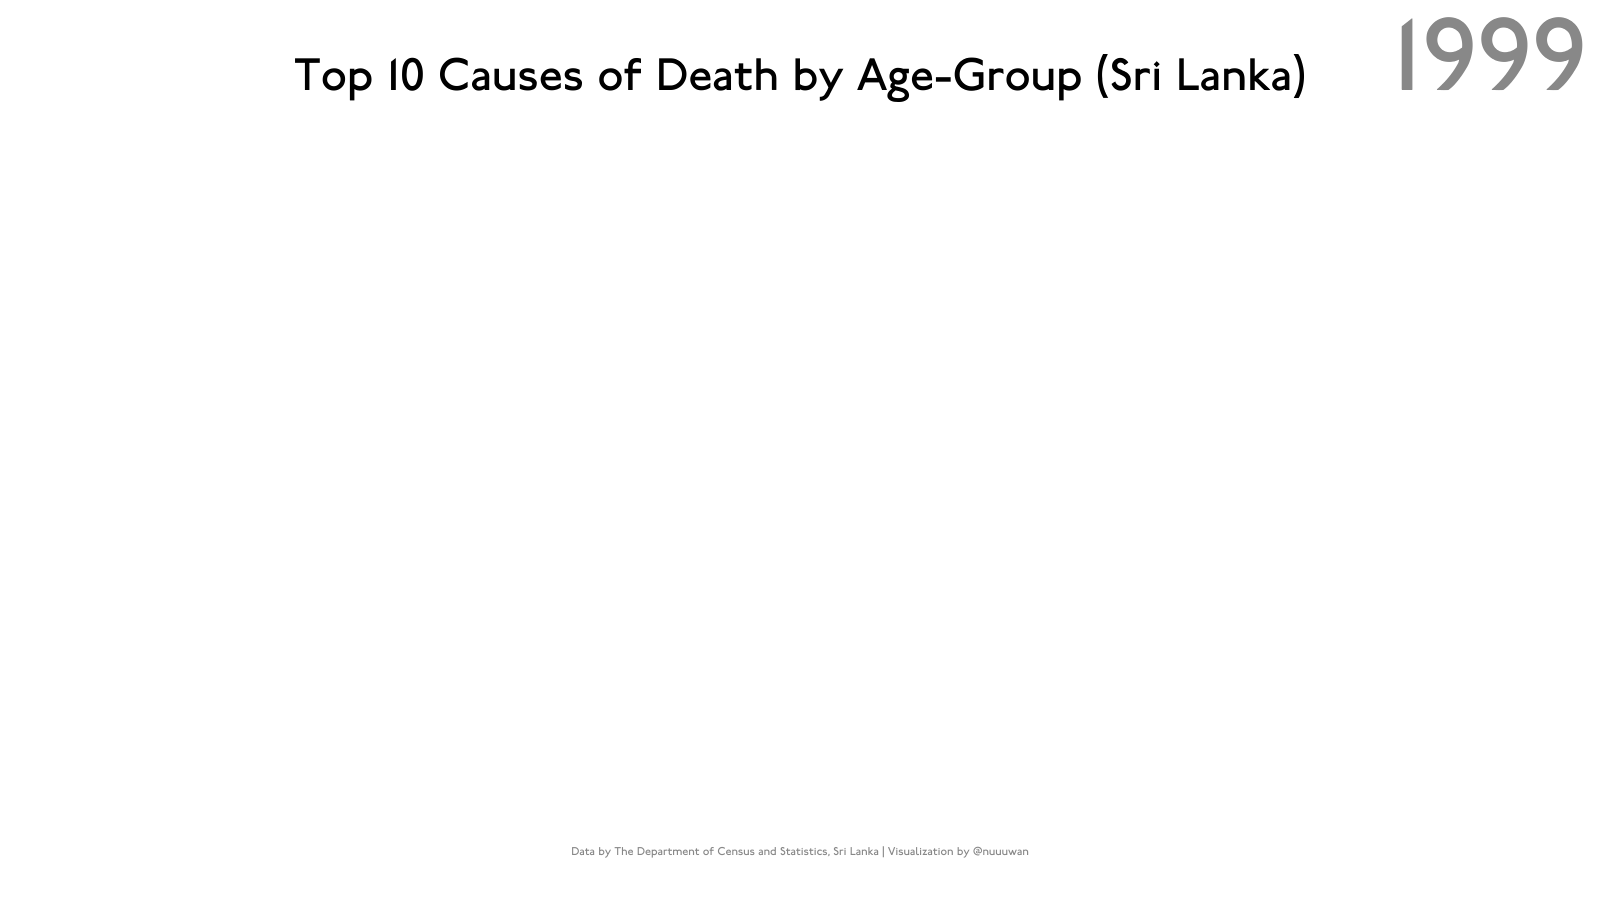 1999
Top 10 Causes of Death by Age-Group (Sri Lanka)
Data by The Department of Census and Statistics, Sri Lanka | Visualization by @nuuuwan